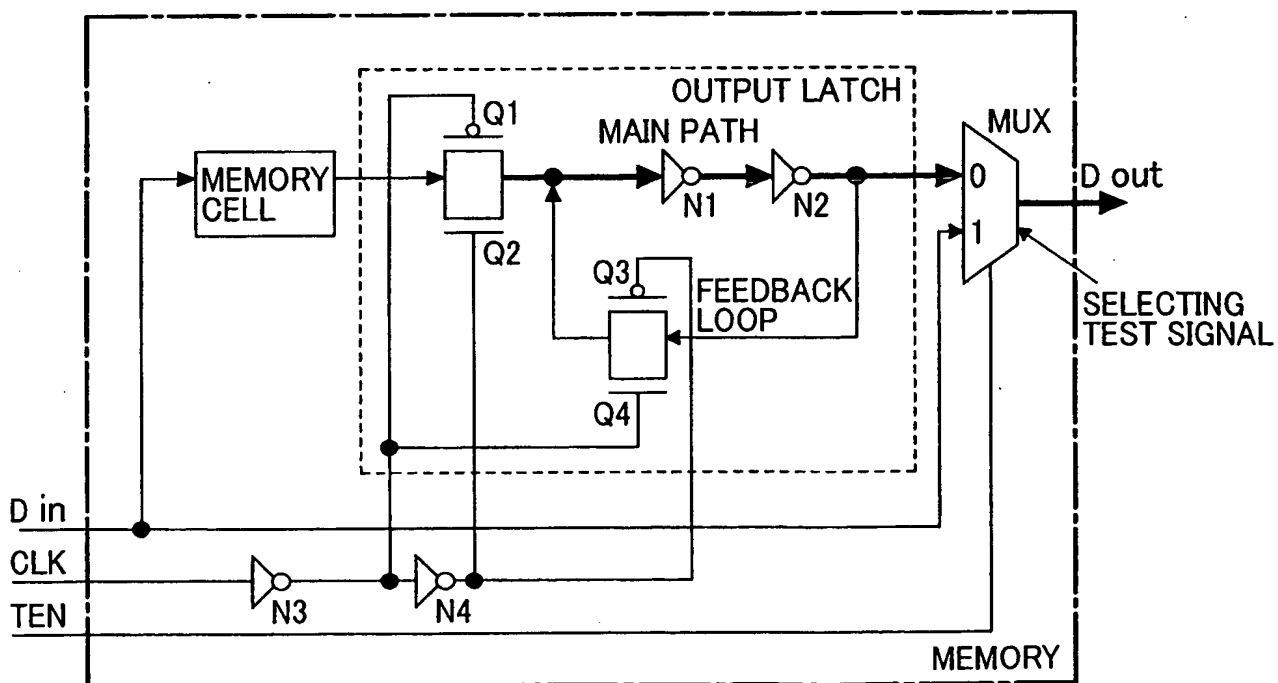 OUTPUT LATCH
Q1
MAIN PATH
MUX
MEMORY
CELL
N1
N2
0
D out
1
Q2
Q3
FEEDBACK
LOOP
SELECTING
TEST SIGNAL
Q4
D in
CLK
N3
N4
TEN
MEMORY